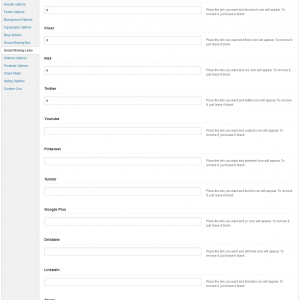 Header Options
Footer Options
Background Options
Typography Options
Blog Options
Social Sharing Box
Social Sharing Links
Slideshow Options
Portfolio Options
Styling Options
Custom Css
#
Place the link you want and facebook icon will appear. To remove it, just leave it blank.
Flickr
#
Place the link you want and flickr icon will appear. To remove it, just leave it blank.
RSS
#
Place the link you want and rss icon will appear. To remove it, just leave it blank.
Twitter
#
Place the link you want and twitter icon will appear. To remove it, just leave it blank.
Youtube
Place the link you want and youtube icon will appear. To remove it, just leave it blank.
Pinterest
Place the link you want and pinterest icon will appear. To remove it, just leave it blank.
Tumblr
Place the link you want and tumblr icon will appear. To remove it, just leave it blank.
Google Plus
Place the link you want and g+ icon will appear. To remove it, just leave it blank.
Dribbble
Place the link you want and dribbble icon will appear. To remove it, just leave it blank.
LinkedIn
Place the link you want and linkedin icon will appear. To remove it, just leave it blank.